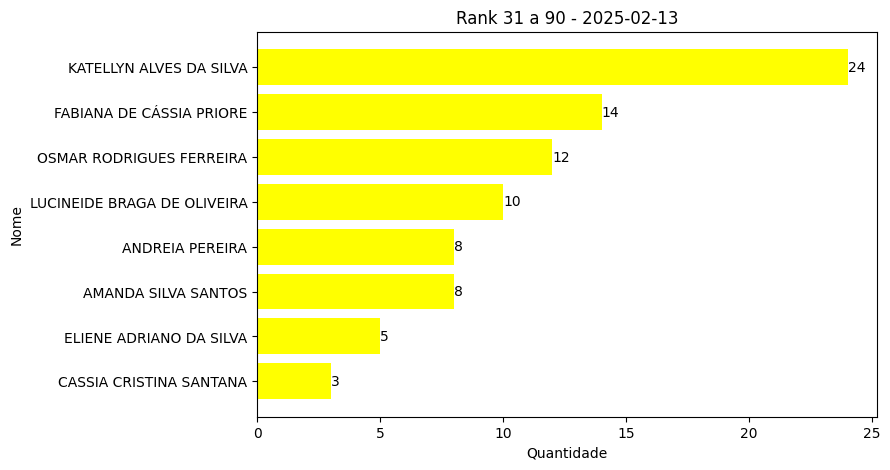 Rank 31 a 90 - 2025-02-13
Nome
KATELLYN ALVES DA SILVA 24
FABIANA DE CÁSSIA PRIORE 14
OSMAR RODRIGUES FERREIRA 12
LUCINEIDE BRAGA DE OLIVEIRA 10
ANDREIA PEREIRA 8
AMANDA SILVA SANTOS 8
ELIENE ADRIANO DA SILVA 5
CASSIA CRISTINA SANTANA 3
0 5 10 15 20 25
Quantidade